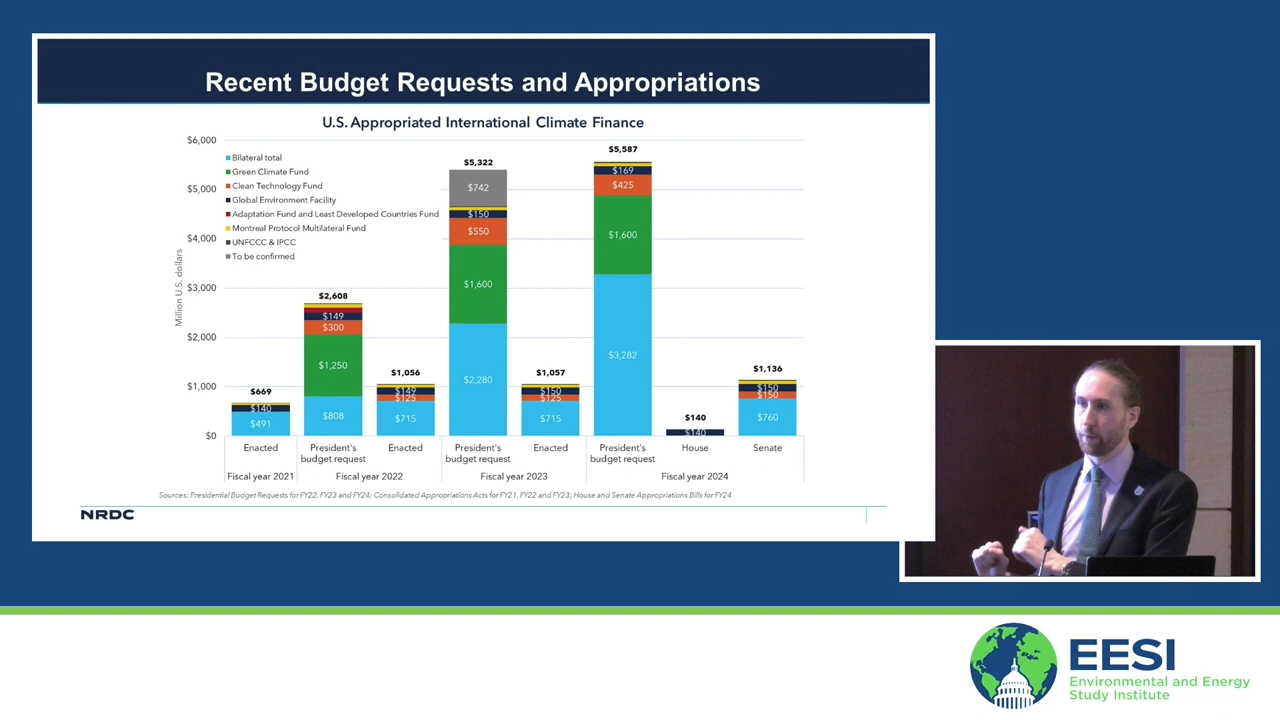 Recent Budget Requests and Appropriations
U.S. Appropriated International Climate Finance
Million U.S. dollars
$6,000
$5,000
$4,000
$3,000
$2,000
$1,000
$0
Bilateral total
Green Climate Fund
Clean Technology Fund
Global Environment Facility
Adaptation Fund and Least Developed Countries Fund
Montreal Protocol Multilateral Fund
UNFCCC & IPCC
To be confirmed
$669
$140
$491
$2,608
$149
$300
$1,250
$808
$1,056
$149
$125
$715
$5,322
$742
$150
$550
$1,600
$2,280
$1,057
$150
$125
$715
$5,587
$169
$425
$1,600
$3,282
$140
$140
$1,136
$150
$150
$760
Enacted
President's
budget request
Enacted
President's
budget request
Enacted
President's
budget request
House
Senate
Fiscal year 2021
Fiscal year 2022
Fiscal year 2023
Fiscal year 2024
Sources: Presidential Budget Requests for FY22, FY23 and FY24; Consolidated Appropriations Acts for FY21, FY22 and FY23; House and Senate Appropriations Bills for FY24
NRDC
EESI
Environmental and Energy
Study Institute